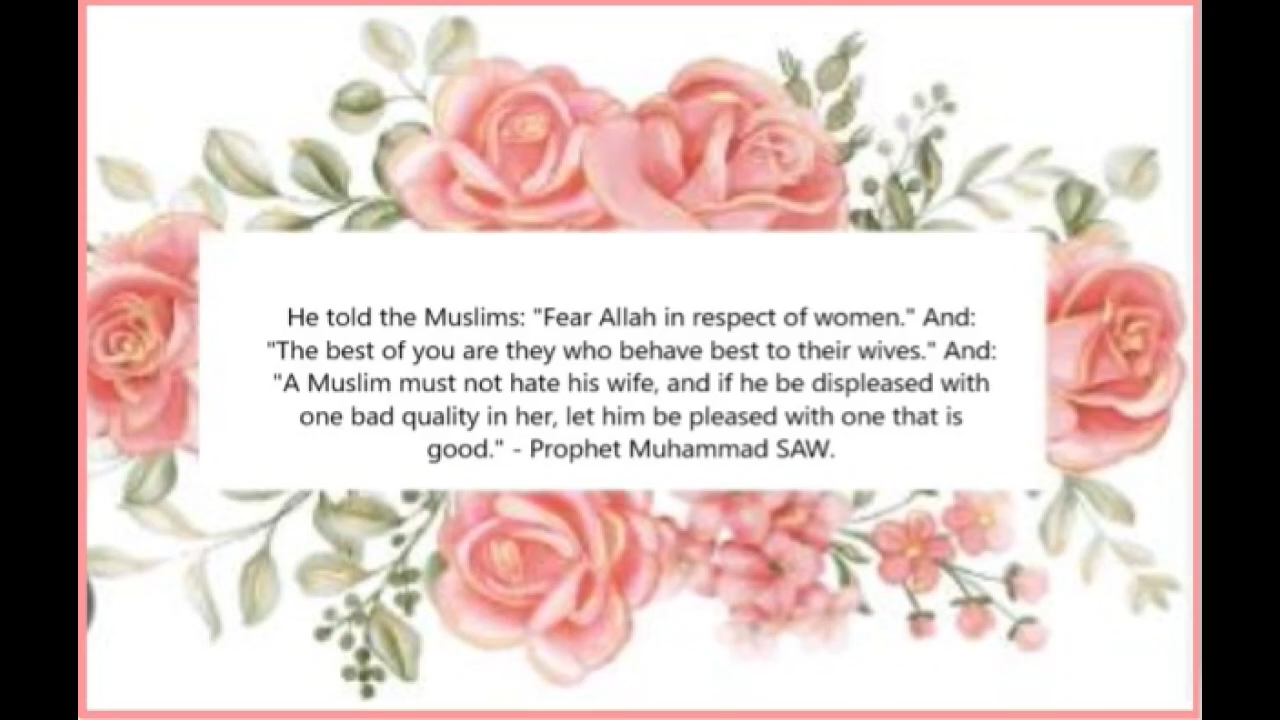 He told the Muslims: "Fear Allah in respect of women." And:
"The best of you are they who behave best to their wives." And:
"A Muslim must not hate his wife, and if he be displeased with
one bad quality in her, let him be pleased with one that is
good." - Prophet Muhammad SAW.